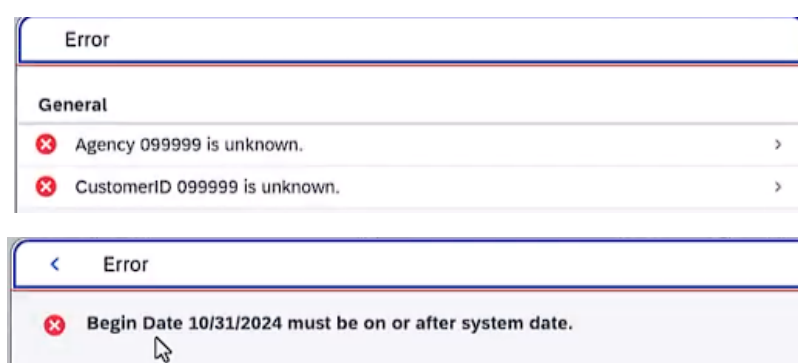 Error
General
Agency 099999 is unknown.
CustomerID 099999 is unknown.
Error
Begin Date 10/31/2024 must be on or after system date.